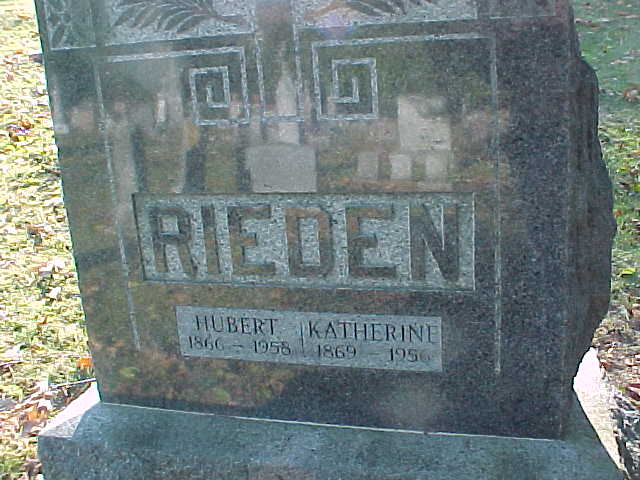 RIEDEN
HUBERT KATHERINE
1866 - 1958 1869 - 1956